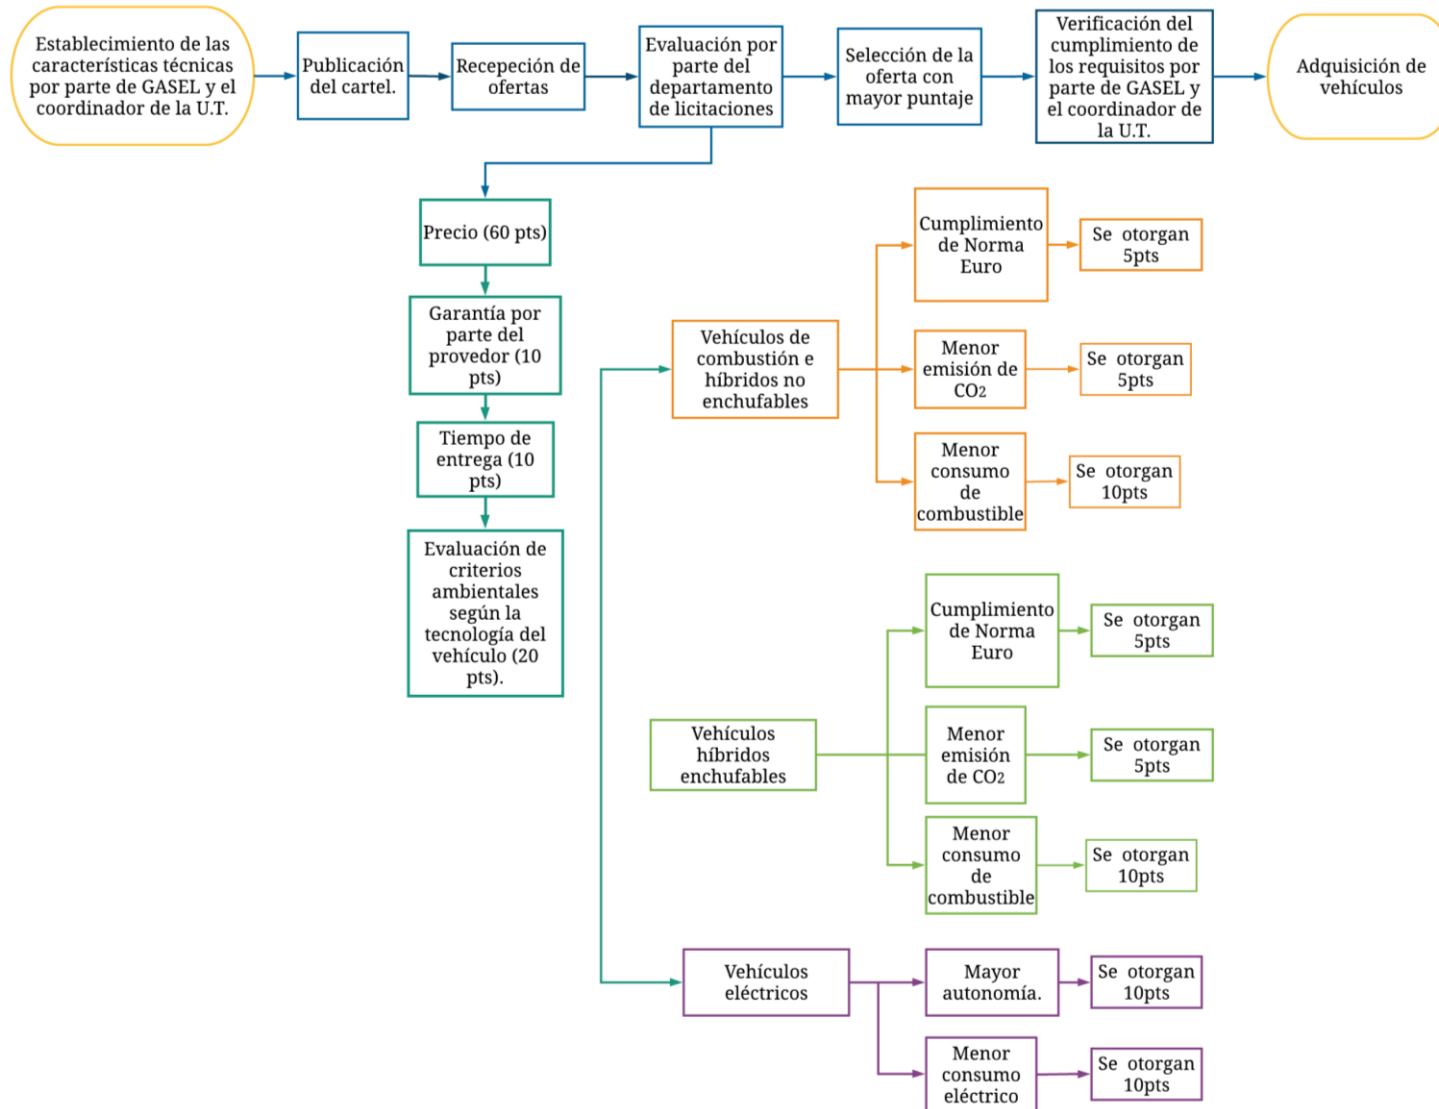 Establecimiento de las
características técnicas
por parte de GASEL y el
coordinador de la U.T.
Publicación
del cartel.
Recepeción de
ofertas
Evaluación por
parte del
departamento
de licitaciones
Selección de la
oferta con
mayor puntaje
Verificación del
cumplimiento de
los requisitos por
parte de GASEL y
el coordinador de
la U.T.
Adquisición de
vehículos
Precio (60 pts)
Garantía por
parte del
provedor (10
pts)
Tiempo de
entrega (10
pts)
Evaluación de
criterios
ambientales
según la
tecnología del
vehículo (20
pts).
Vehículos de
combustión e
híbridos no
enchufables
Cumplimiento
de Norma
Euro
Se otorgan
5pts
Menor
emisión de
CO2
Se otorgan
5pts
Menor
consumo
de
combustible
Se otorgan
10pts
Vehículos
híbridos
enchufables
Cumplimiento
de Norma
Euro
Se otorgan
5pts
Menor
emisión
de CO2
Se otorgan
5pts
Menor
consumo
de
combustible
Se otorgan
10pts
Vehículos
eléctricos
Mayor
autonomía.
Se otorgan
10pts
Menor
consumo
eléctrico
Se otorgan
10pts